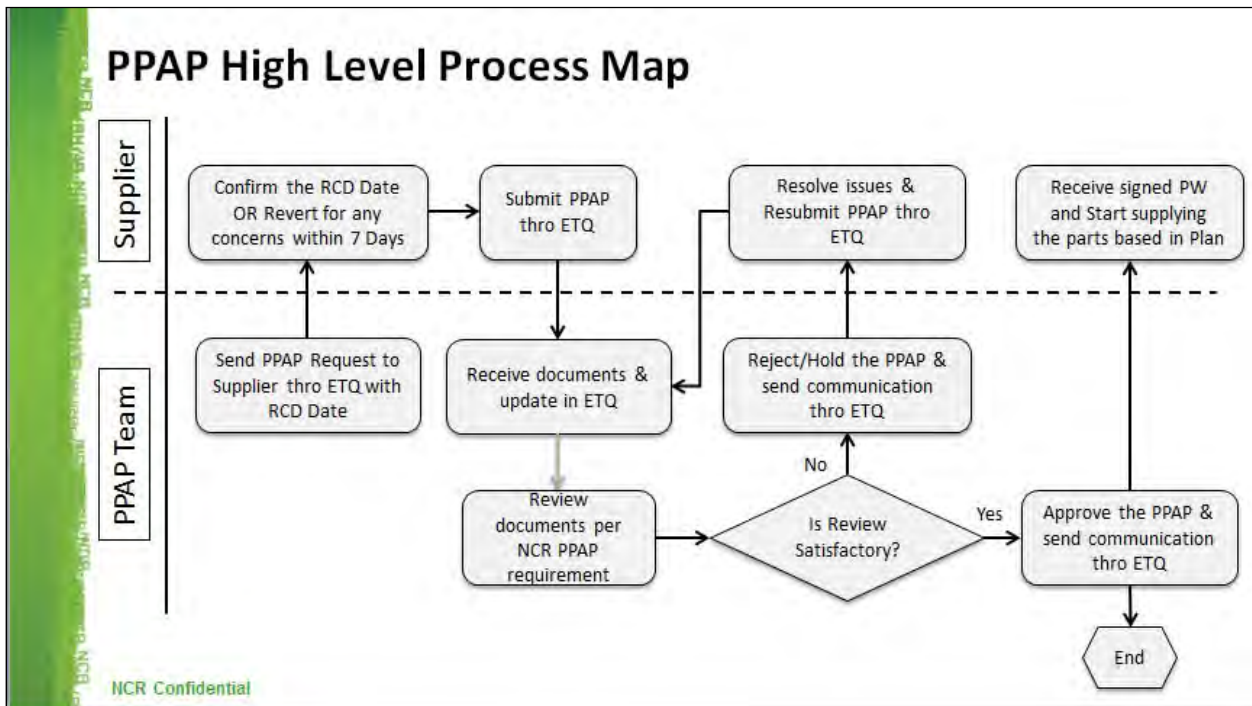 PPAP High Level Process Map
Supplier
Confirm the RCD Date
OR Revert for any
concerns within 7 Days
Submit PPAP
thro ETQ
Resolve issues &
Resubmit PPAP thro
ETQ
Receive signed PW
and Start supplying
the parts based in Plan
PPAP Team
Send PPAP Request to
Supplier thro ETQ with
RCD Date
Receive documents &
update in ETQ
Reject/Hold the PPAP &
send communication
thro ETQ
No
Review
documents per
NCR PPAP
requirement
Is Review
Satisfactory?
Yes
Approve the PPAP &
send communication
thro ETQ
End
NCR Confidential